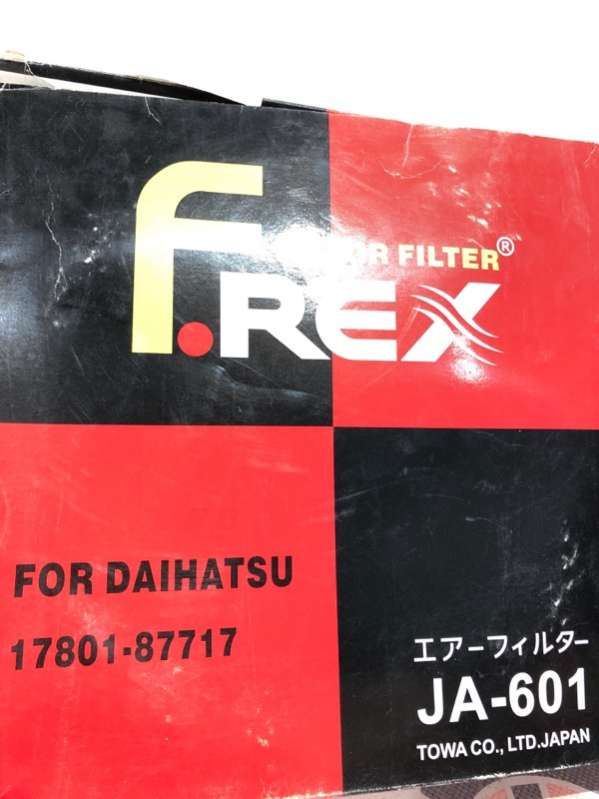 FILTER®
F.REX
FOR DAIHATSU
17801-87717
エアーフィルター
JA-601
TOWA CO., LTD.JAPAN